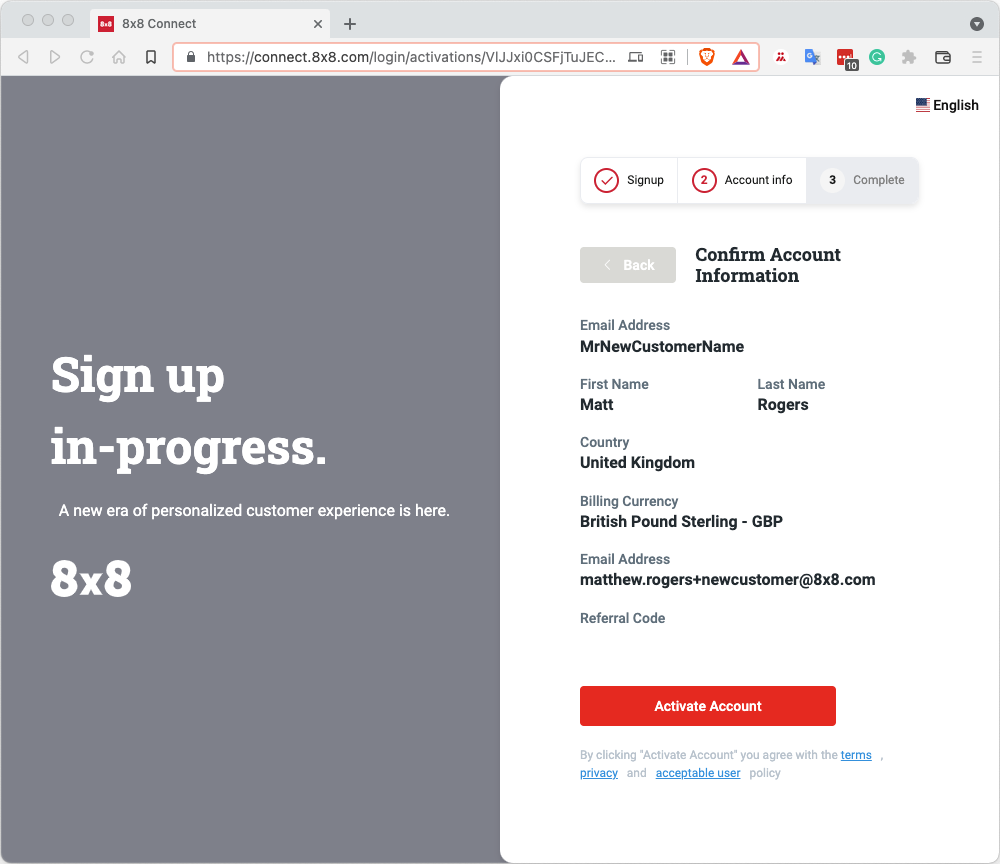 8x8 8x8 Connect
https://connect.8x8.com/login/activations/VlJJxi0CSFjTuJEC...
10
English
Signup 2 Account info 3 Complete
Back
Confirm Account
Information
Email Address
MrNewCustomerName
First Name Last Name
Matt Rogers
Country
United Kingdom
Billing Currency
British Pound Sterling - GBP
Email Address
matthew.rogers+newcustomer@8x8.com
Referral Code
Activate Account
By clicking "Activate Account" you agree with the terms ,
privacy and acceptable user policy
Sign up
in-progress.
A new era of personalized customer experience is here.
8x8